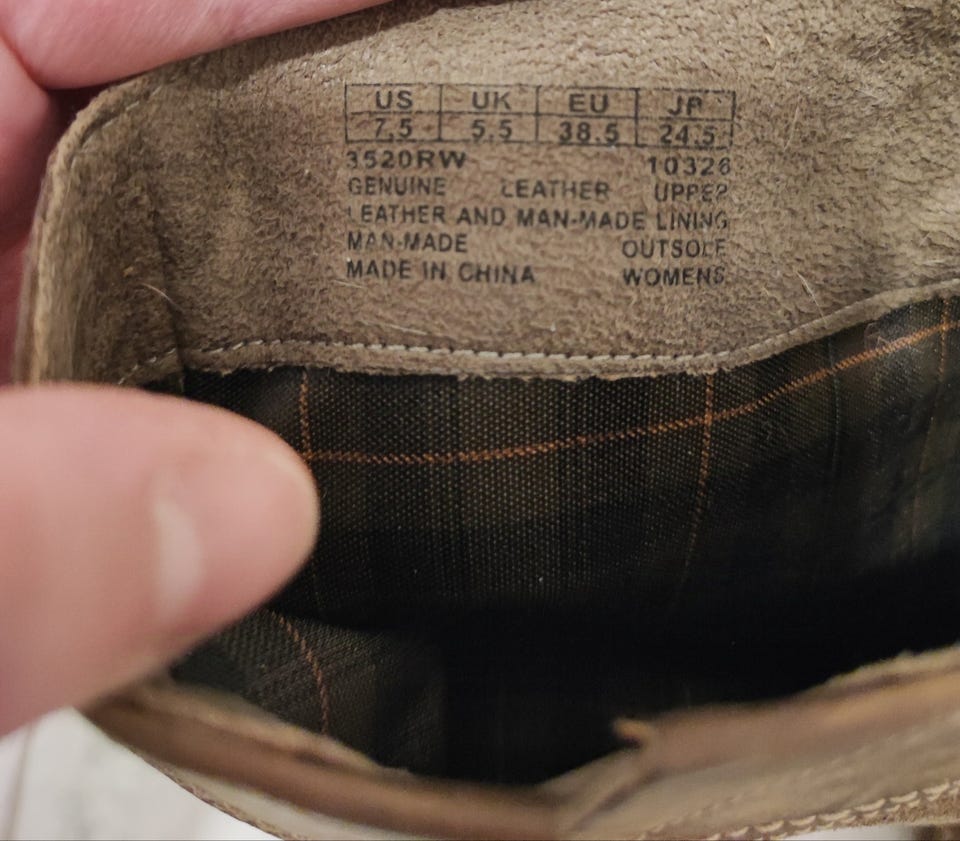 US UK EU JP
7.5 5.5 38.5 24.5
3520RW 10326
GENUINE LEATHER UPPER
LEATHER AND MAN-MADE LINING
MAN-MADE OUTSOLE
MADE IN CHINA WOMENS